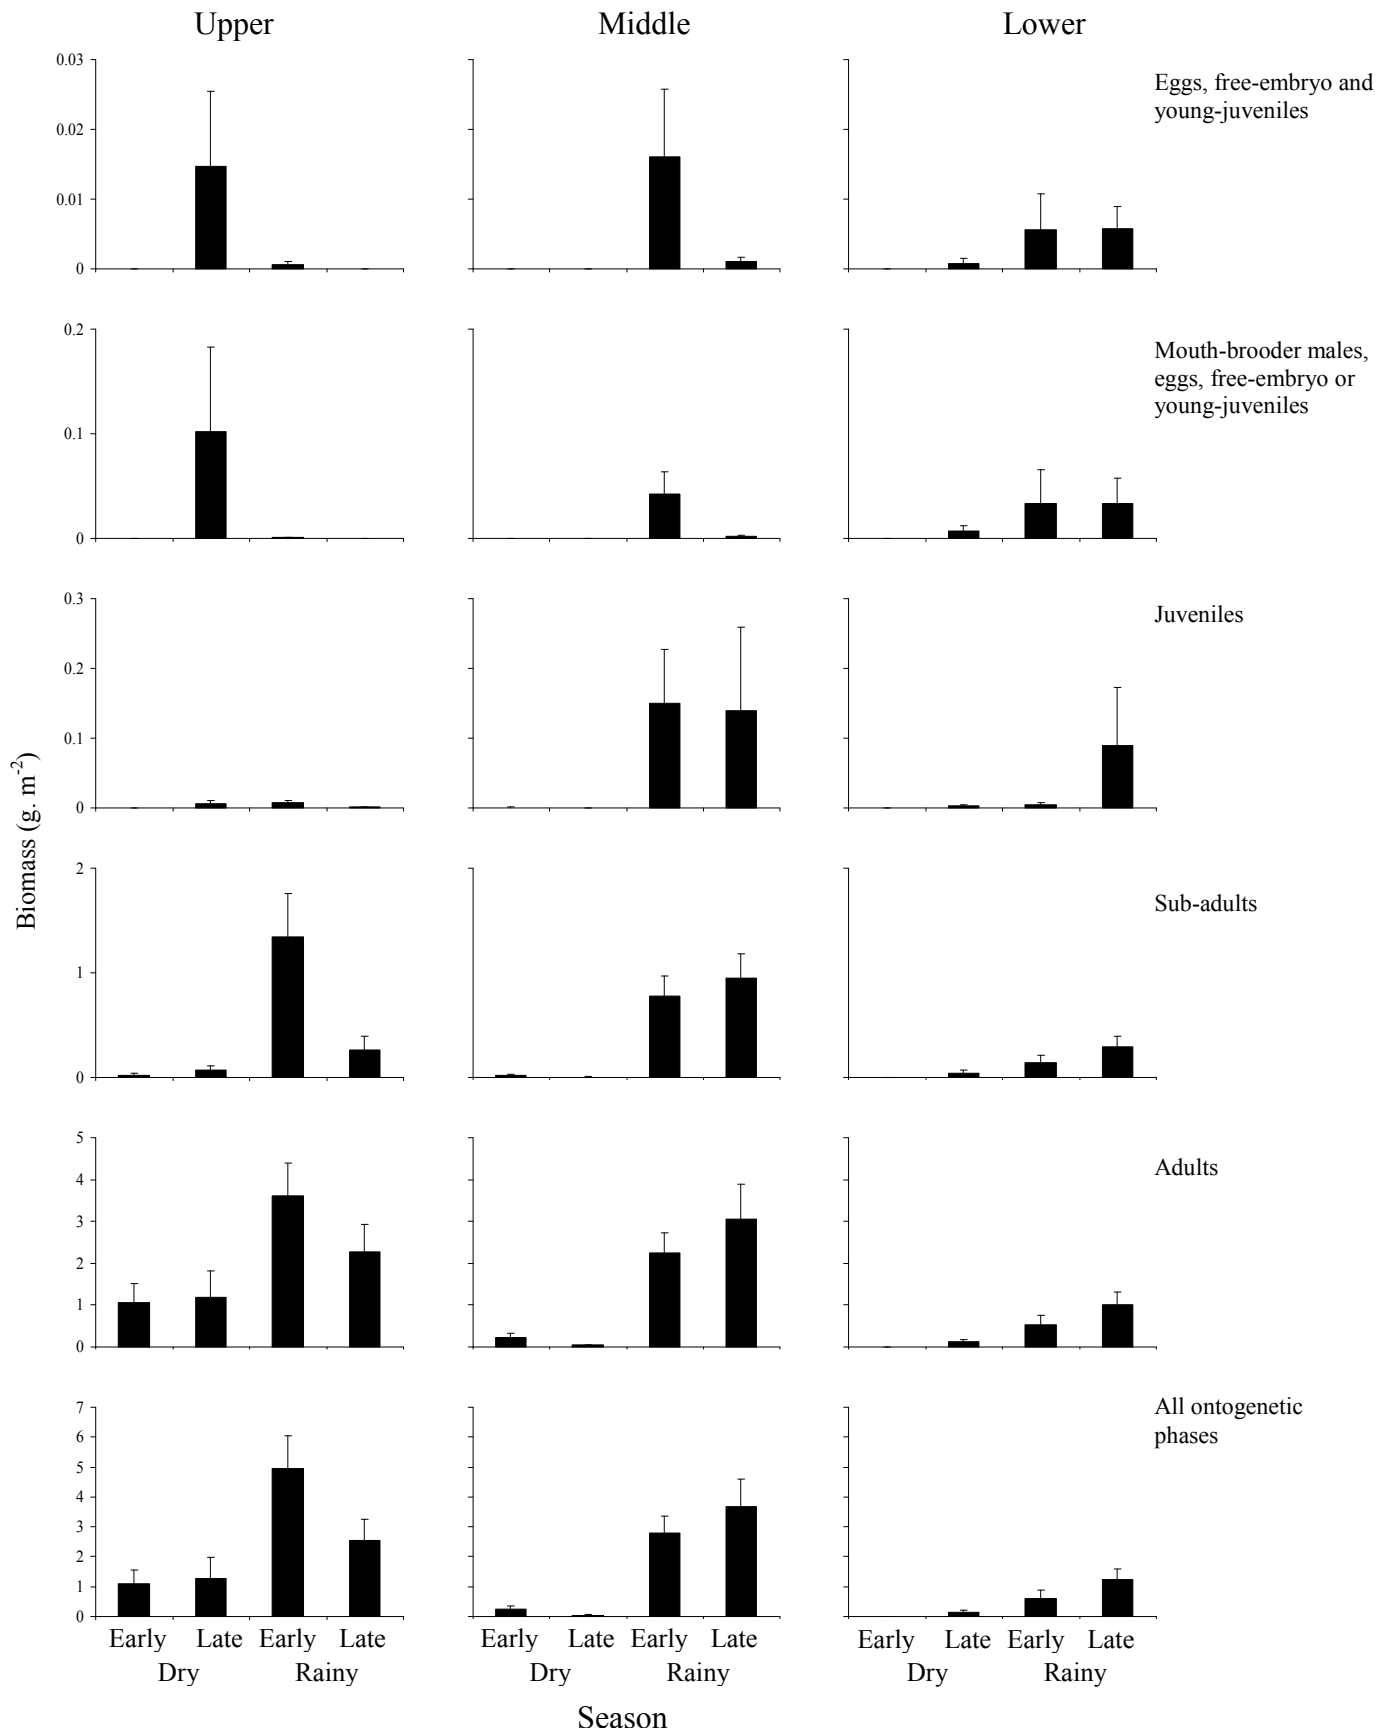 Upper Middle Lower
0.03
0.02
0.01
0
Eggs, free-embryo and
young-juveniles
0.2
0.1
0
Mouth-brooder males,
eggs, free-embryo or
young-juveniles
0.3
0.2
0.1
0
Juveniles
Biomass (g. m-2)
2
1
0
Sub-adults
5
4
3
2
1
0
Adults
7
6
5
4
3
2
1
0
All ontogenetic
phases
Early Late Early Late Early Late Early Late Early Late Early Late
Dry Rainy Dry Rainy Dry Rainy
Season